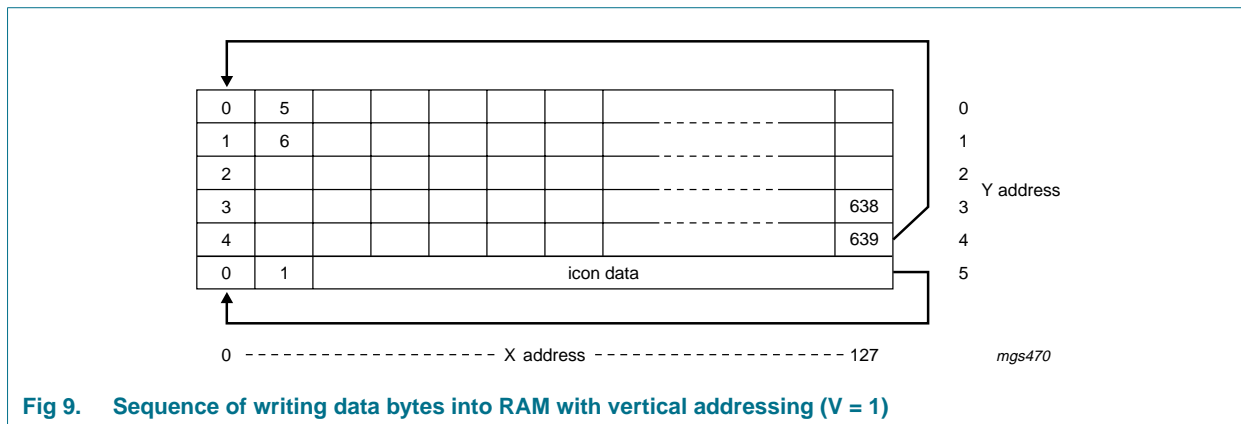 0 5 0
1 6 1
2 2
Y address
3 638 3
4 639 4
0 1 icon data 5
0 X address 127 mgs470
Fig 9. Sequence of writing data bytes into RAM with vertical addressing (V = 1)